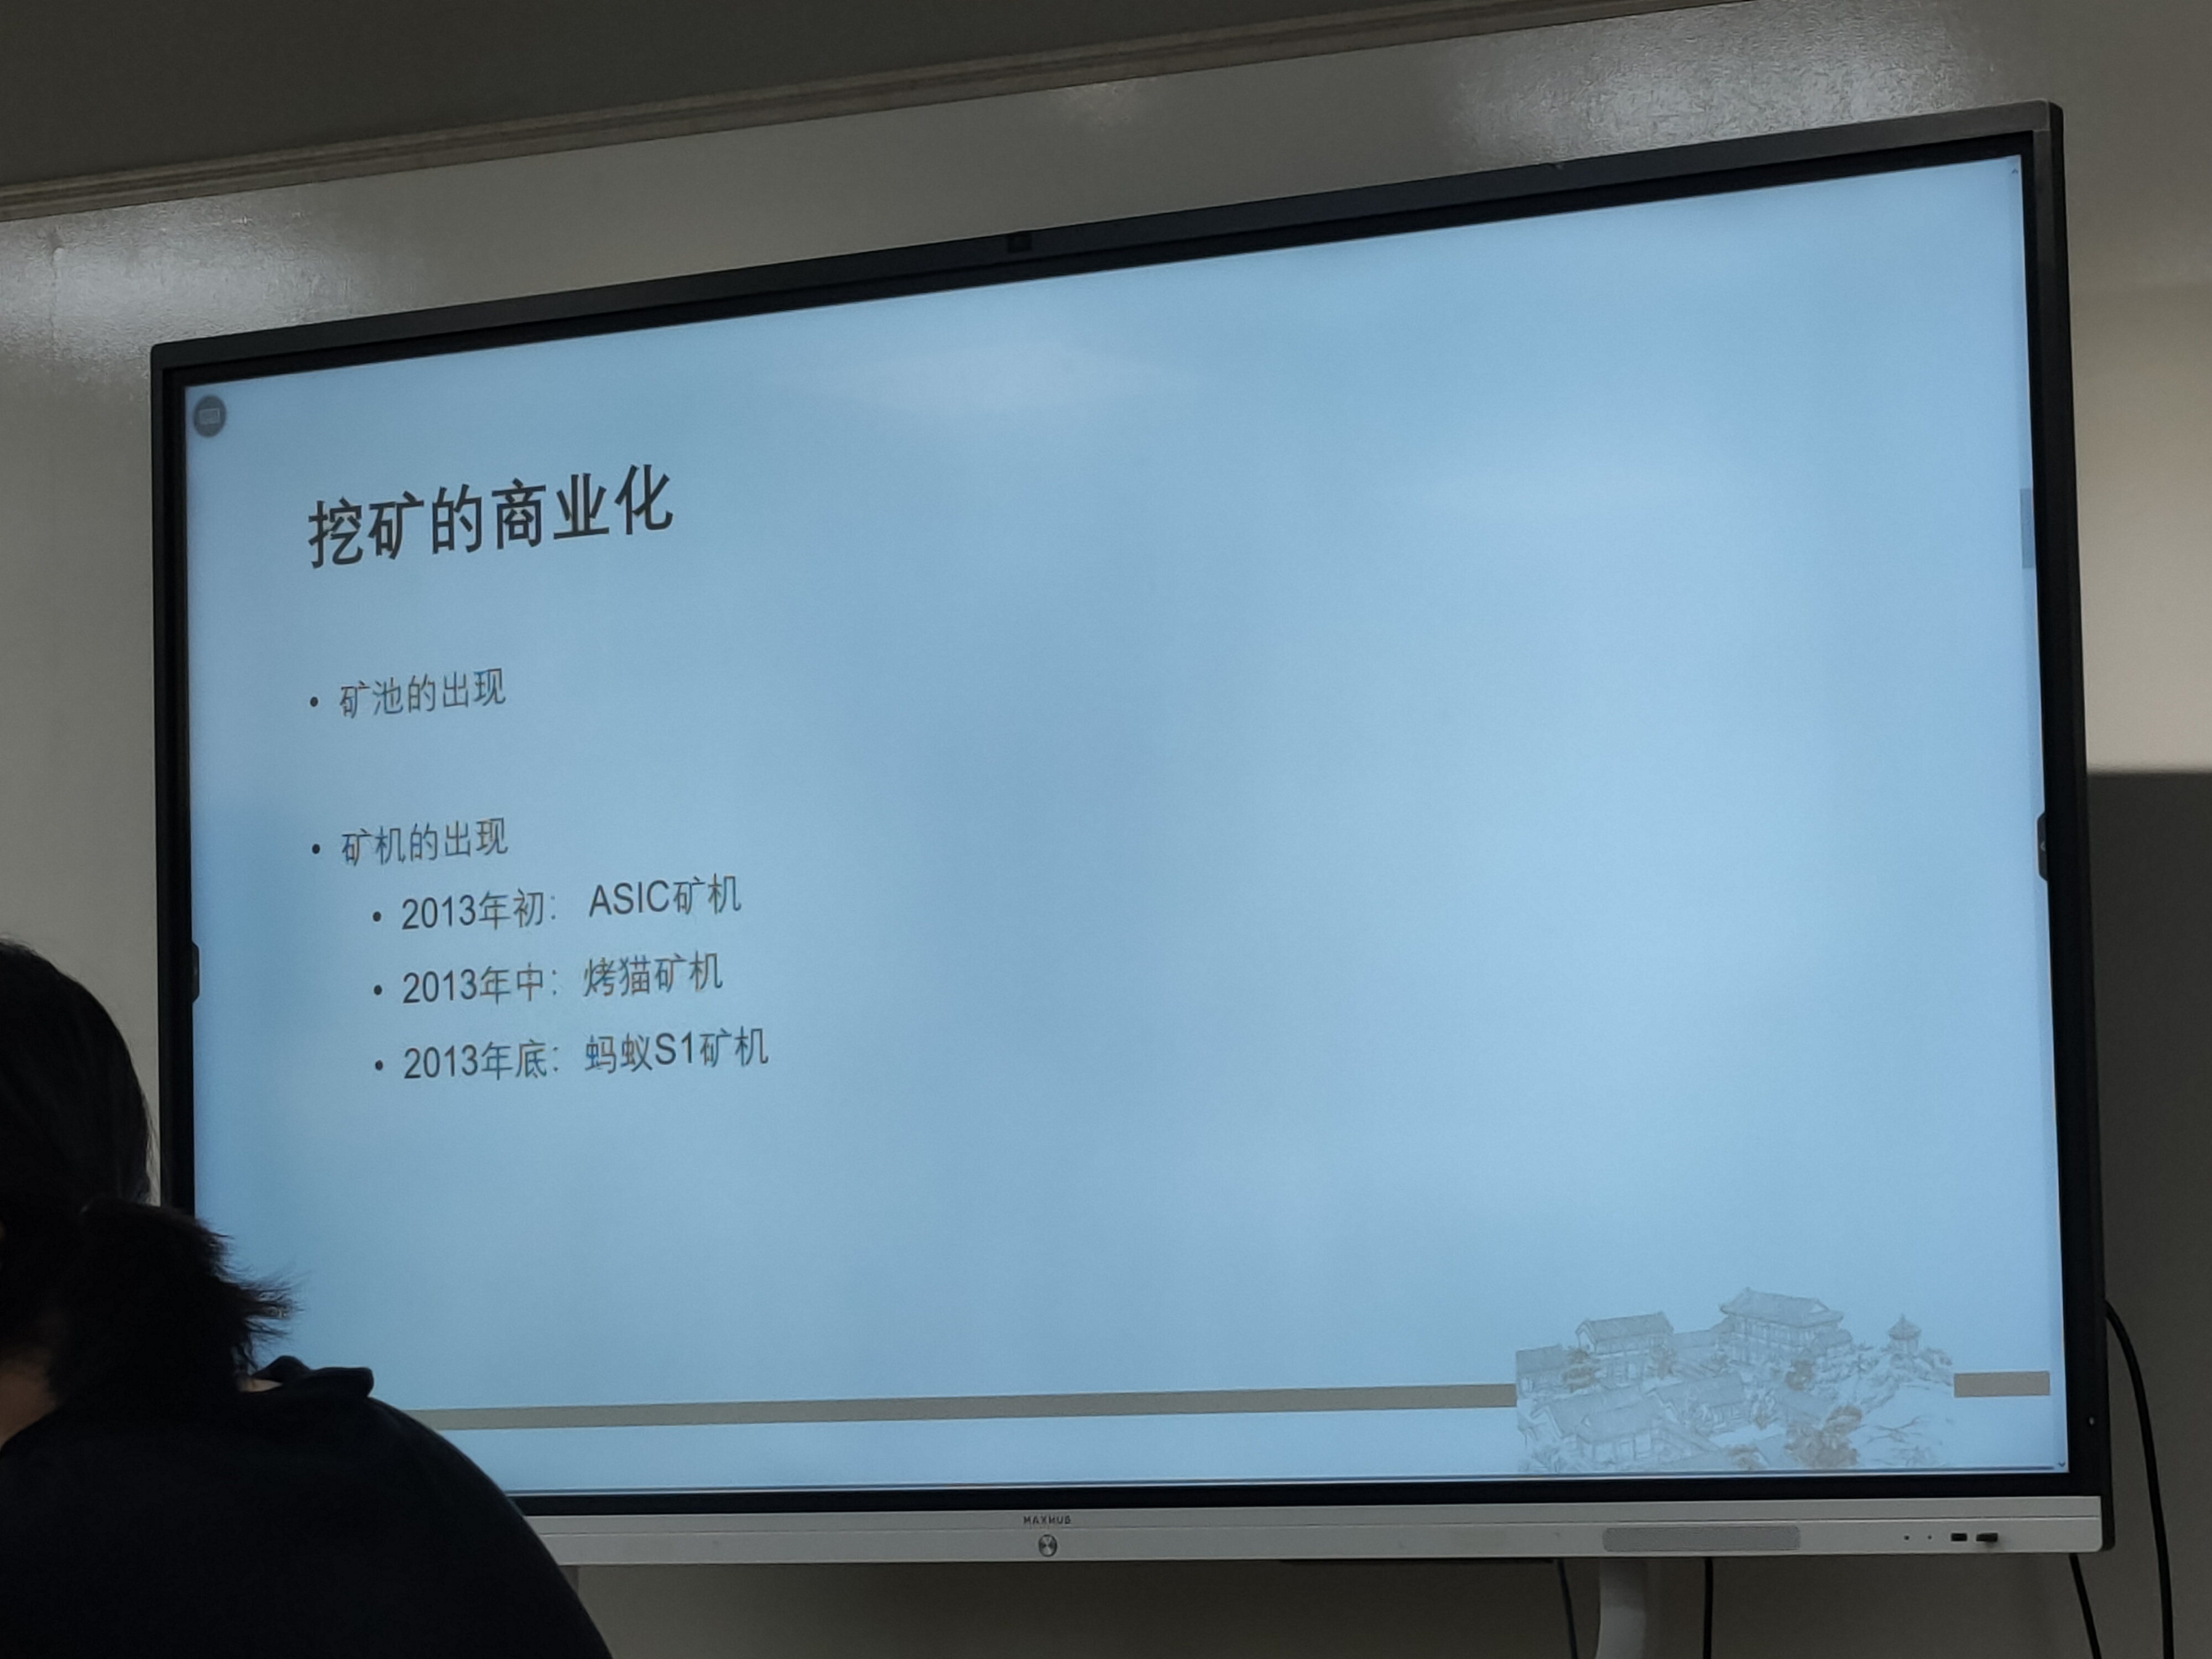 挖矿的商业化
• 矿池的出现
• 矿机的出现
• 2013年初： ASIC矿机
• 2013年中：烤猫矿机
• 2013年底：蚂蚁S1矿机
MAXHUB